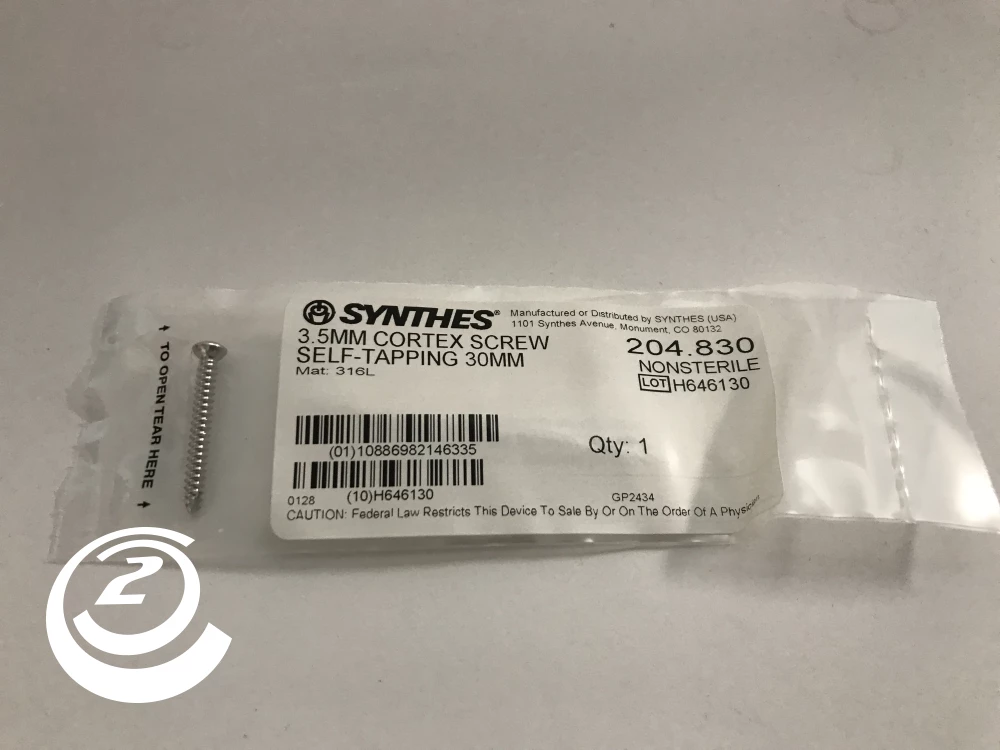 TO OPEN TEAR HERE
SYNTHES®
Manufactured or Distributed by SYNTHES (USA)
1101 Synthes Avenue, Monument, CO 80132
3.5MM CORTEX SCREW
SELF-TAPPING 30MM
Mat: 316L
204.830
NONSTERILE
LOT H646130
(01)10886982146335
Qty: 1
(10)H646130
0128
GP2434
CAUTION: Federal Law Restricts This Device To Sale By Or On The Order Of A Physician
2